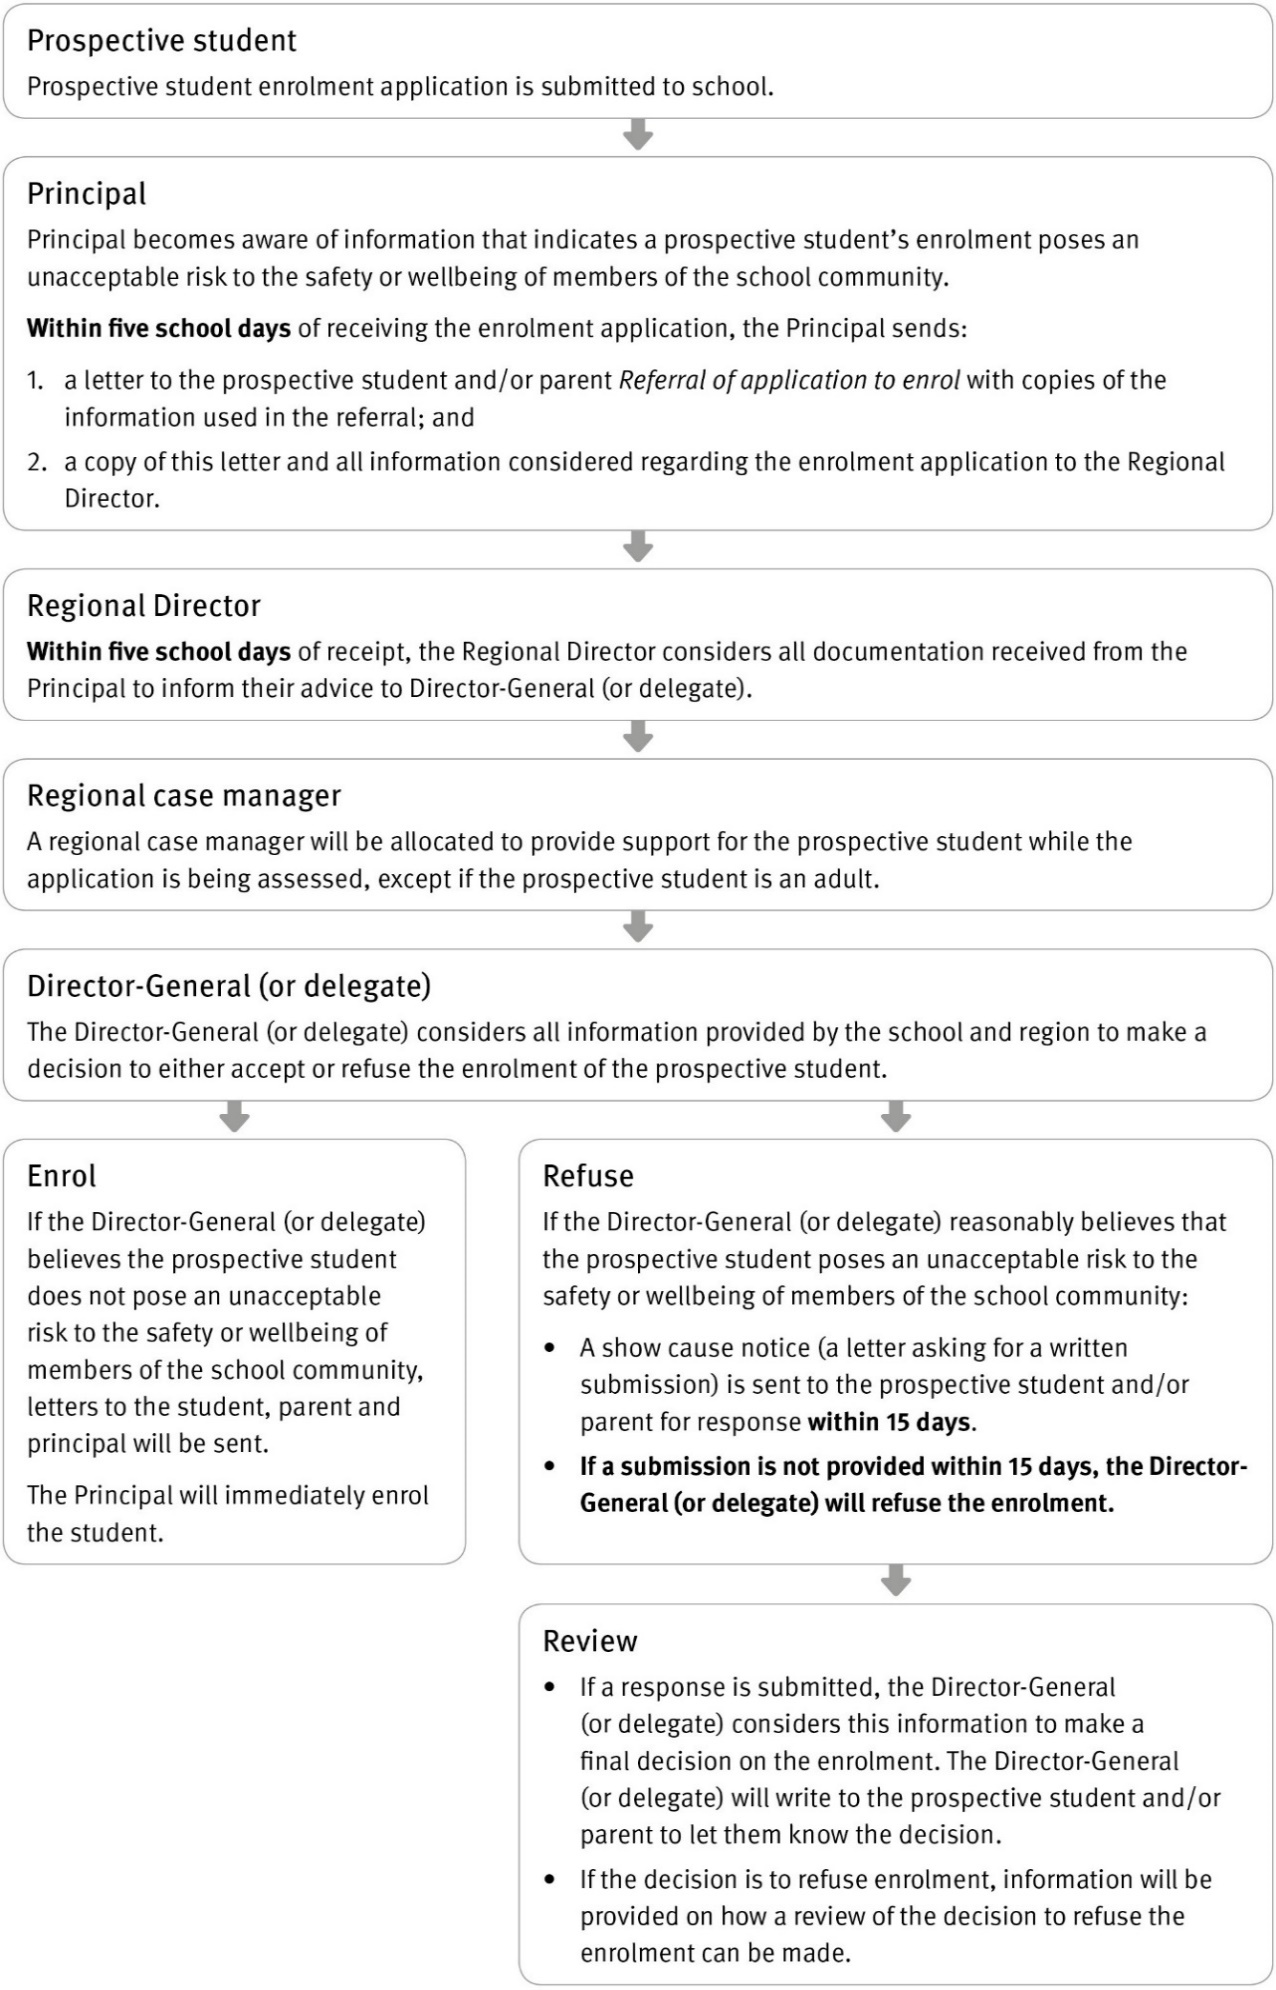 Prospective student
Prospective student enrolment application is submitted to school.
Principal
Principal becomes aware of information that indicates a prospective student’s enrolment poses an
unacceptable risk to the safety or wellbeing of members of the school community.
Within five school days of receiving the enrolment application, the Principal sends:
1. a letter to the prospective student and/or parent Referral of application to enrol with copies of the
information used in the referral; and
2. a copy of this letter and all information considered regarding the enrolment application to the Regional
Director.
Regional Director
Within five school days of receipt, the Regional Director considers all documentation received from the
Principal to inform their advice to Director-General (or delegate).
Regional case manager
A regional case manager will be allocated to provide support for the prospective student while the
application is being assessed, except if the prospective student is an adult.
Director-General (or delegate)
The Director-General (or delegate) considers all information provided by the school and region to make a
decision to either accept or refuse the enrolment of the prospective student.
Enrol
If the Director-General (or delegate)
believes the prospective student
does not pose an unacceptable
risk to the safety or wellbeing of
members of the school community,
letters to the student, parent and
principal will be sent.
The Principal will immediately enrol
the student.
Refuse
If the Director-General (or delegate) reasonably believes that
the prospective student poses an unacceptable risk to the
safety or wellbeing of members of the school community:
• A show cause notice (a letter asking for a written
submission) is sent to the prospective student and/or
parent for response within 15 days.
• If a submission is not provided within 15 days, the Director-
General (or delegate) will refuse the enrolment.
Review
• If a response is submitted, the Director-General
(or delegate) considers this information to make a
final decision on the enrolment. The Director-General
(or delegate) will write to the prospective student and/or
parent to let them know the decision.
• If the decision is to refuse enrolment, information will be
provided on how a review of the decision to refuse the
enrolment can be made.